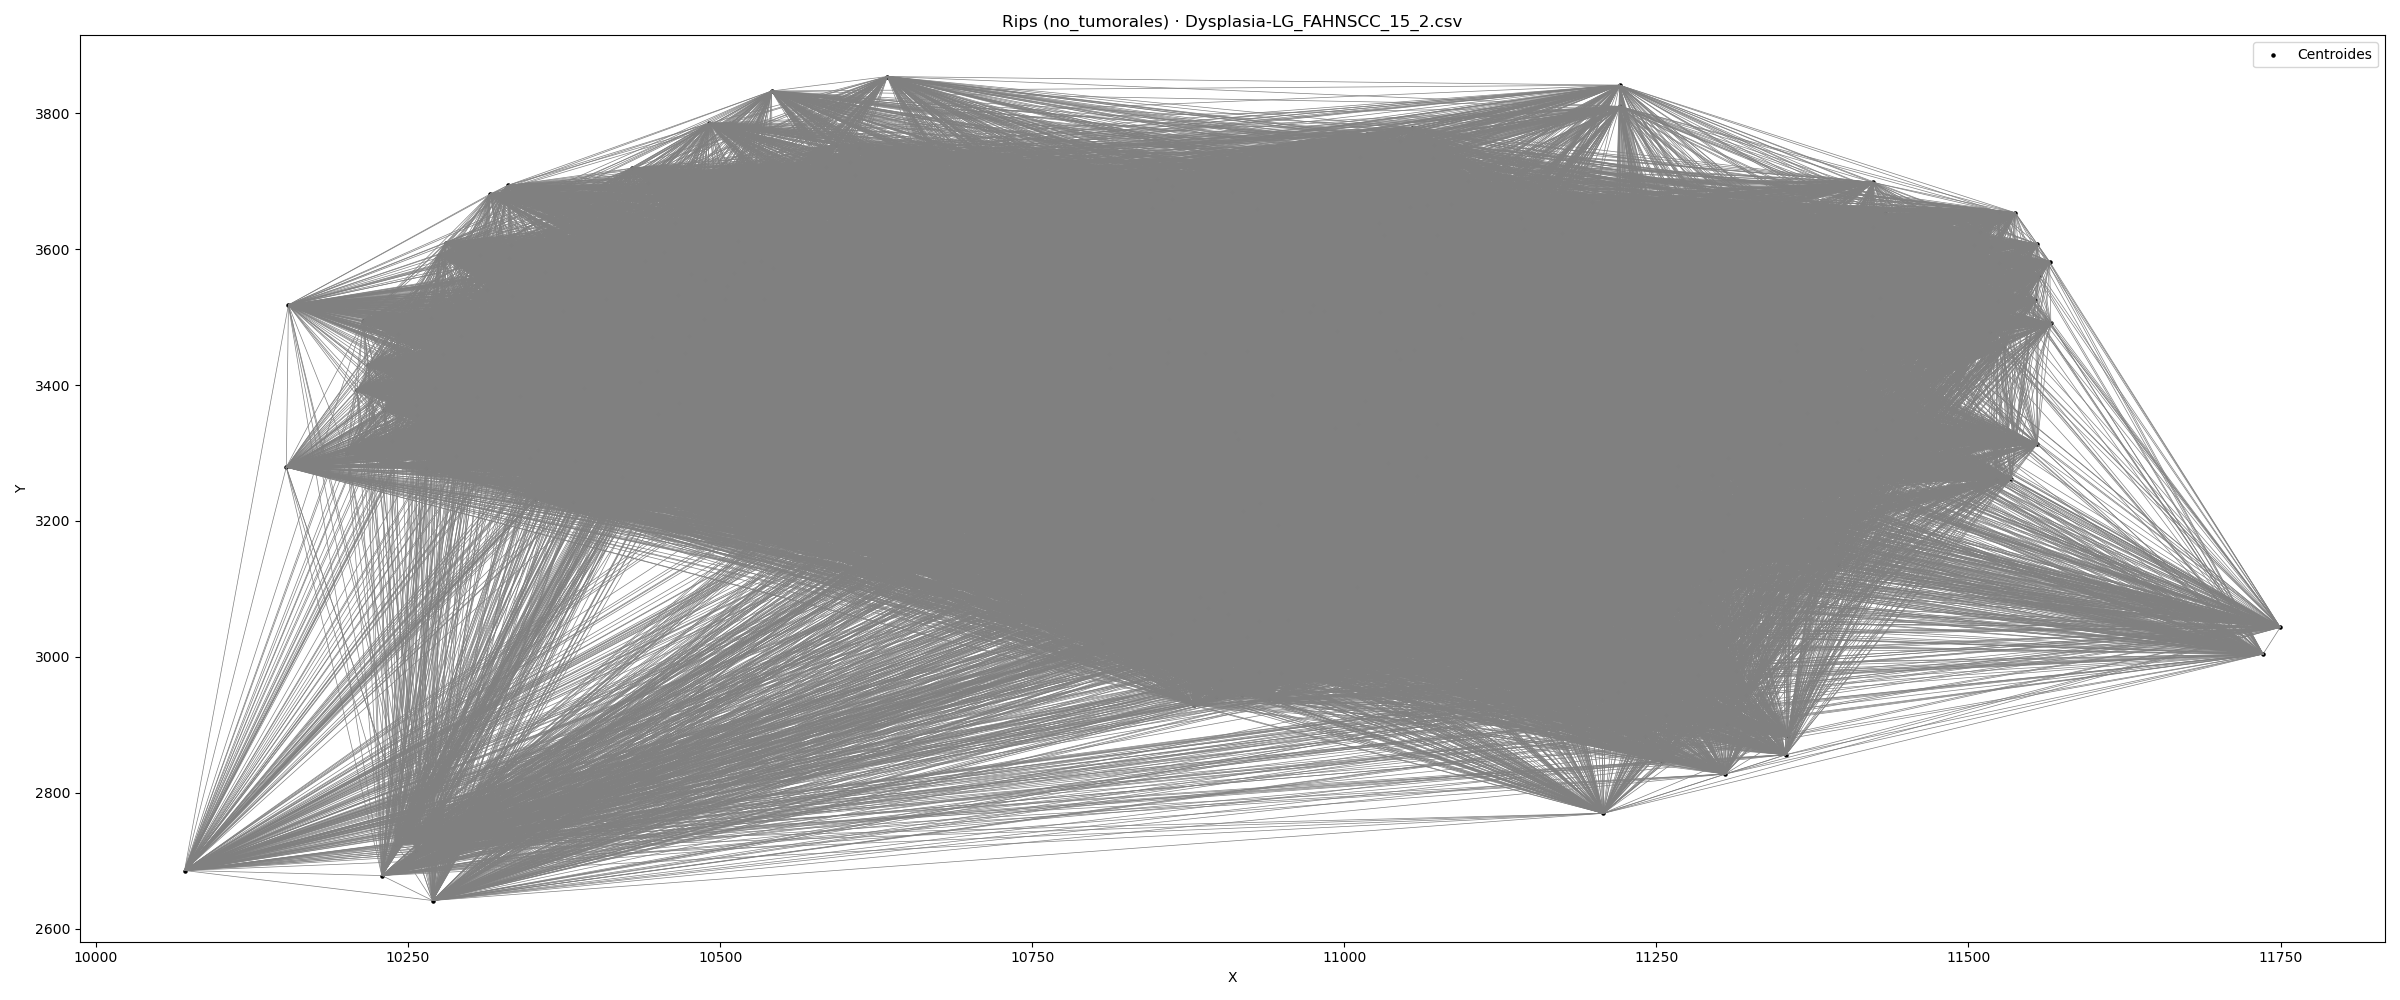 Rips (no_tumorales) · Dysplasia-LG_FAHNSCC_15_2.csv
Centroides
3800
3600
3400
3200
3000
2800
2600
Y
10000 10250 10500 10750 11000 11250 11500 11750
X